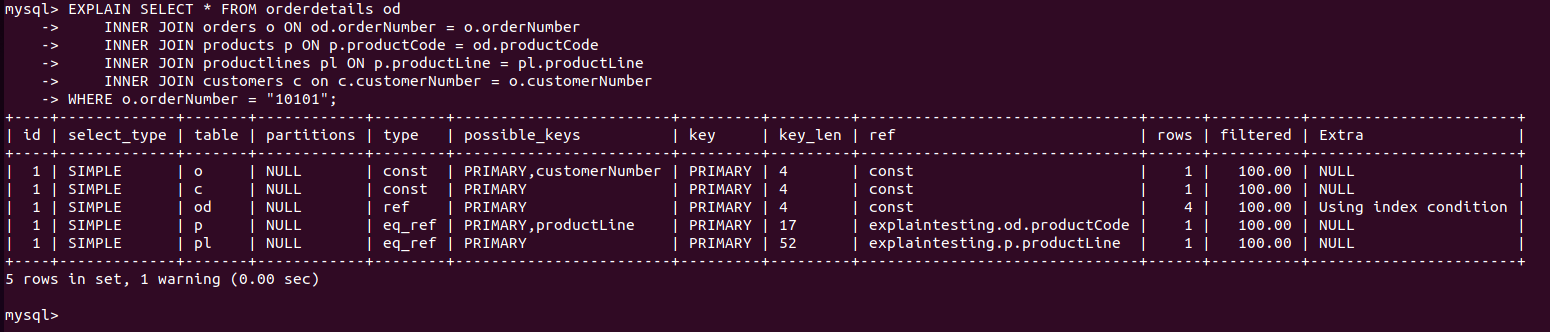 mysql> EXPLAIN SELECT * FROM orderdetails od
    ->     INNER JOIN orders o ON od.orderNumber = o.orderNumber
    ->     INNER JOIN products p ON p.productCode = od.productCode
    ->     INNER JOIN productlines pl ON p.productLine = pl.productLine
    ->     INNER JOIN customers c on c.customerNumber = o.customerNumber
    -> WHERE o.orderNumber = "10101";
+----+-------------+-------+------------+--------+------------------------+---------+---------+-------------------------------+------+----------+-----------------------+
| id | select_type | table | partitions | type   | possible_keys          | key     | key_len | ref                           | rows | filtered | Extra                 |
+----+-------------+-------+------------+--------+------------------------+---------+---------+-------------------------------+------+----------+-----------------------+
|  1 | SIMPLE      | o     | NULL       | const  | PRIMARY,customerNumber | PRIMARY | 4       | const                         |    1 |   100.00 | NULL                  |
|  1 | SIMPLE      | c     | NULL       | const  | PRIMARY                | PRIMARY | 4       | const                         |    1 |   100.00 | NULL                  |
|  1 | SIMPLE      | od    | NULL       | ref    | PRIMARY                | PRIMARY | 4       | const                         |    4 |   100.00 | Using index condition |
|  1 | SIMPLE      | p     | NULL       | eq_ref | PRIMARY,productLine    | PRIMARY | 17      | explaintesting.od.productCode |    1 |   100.00 | NULL                  |
|  1 | SIMPLE      | pl    | NULL       | eq_ref | PRIMARY                | PRIMARY | 52      | explaintesting.p.productLine  |    1 |   100.00 | NULL                  |
+----+-------------+-------+------------+--------+------------------------+---------+---------+-------------------------------+------+----------+-----------------------+
5 rows in set, 1 warning (0.00 sec)
mysql>